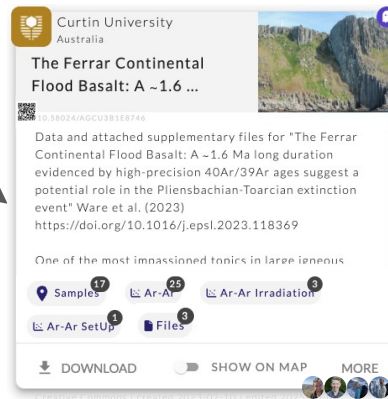 Curtin University
Australia
The Ferrar Continental
Flood Basalt: A ~1.6 ...
10.58024/AGCU3B1E8746
Data and attached supplementary files for "The Ferrar
Continental Flood Basalt: A ~1.6 Ma long duration
evidenced by high-precision 40Ar/39Ar ages suggest a
potential role in the Pliensbachian-Toarcian extinction
event" Ware et al. (2023)
https://doi.org/10.1016/j.epsl.2023.118369
One of the most impassioned topics in large igneous
Samples 17
Ar-Ar 25
Ar-Ar Irradiation 3
Ar-Ar SetUp 1
Files 3
DOWNLOAD
SHOW ON MAP
MORE